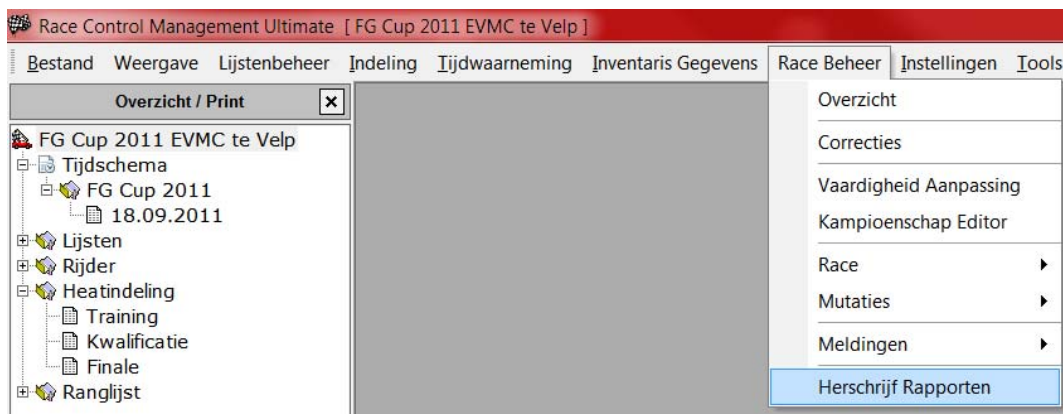 Race Control Management Ultimate [ FG Cup 2011 EVMC te Velp ]
Bestand Weergave Lijstenbeheer Indeling Tijdwaarneming Inventaris Gegevens Race Beheer Instellingen Tools
Overzicht / Print
FG Cup 2011 EVMC te Velp
Tijdschema
FG Cup 2011
18.09.2011
Lijsten
Rijder
Heatindeling
Training
Kwalificatie
Finale
Ranglijst
Overzicht
Correcties
Vaardigheid Aanpassing
Kampioenschap Editor
Race
Mutaties
Meldingen
Herschrijf Rapporten